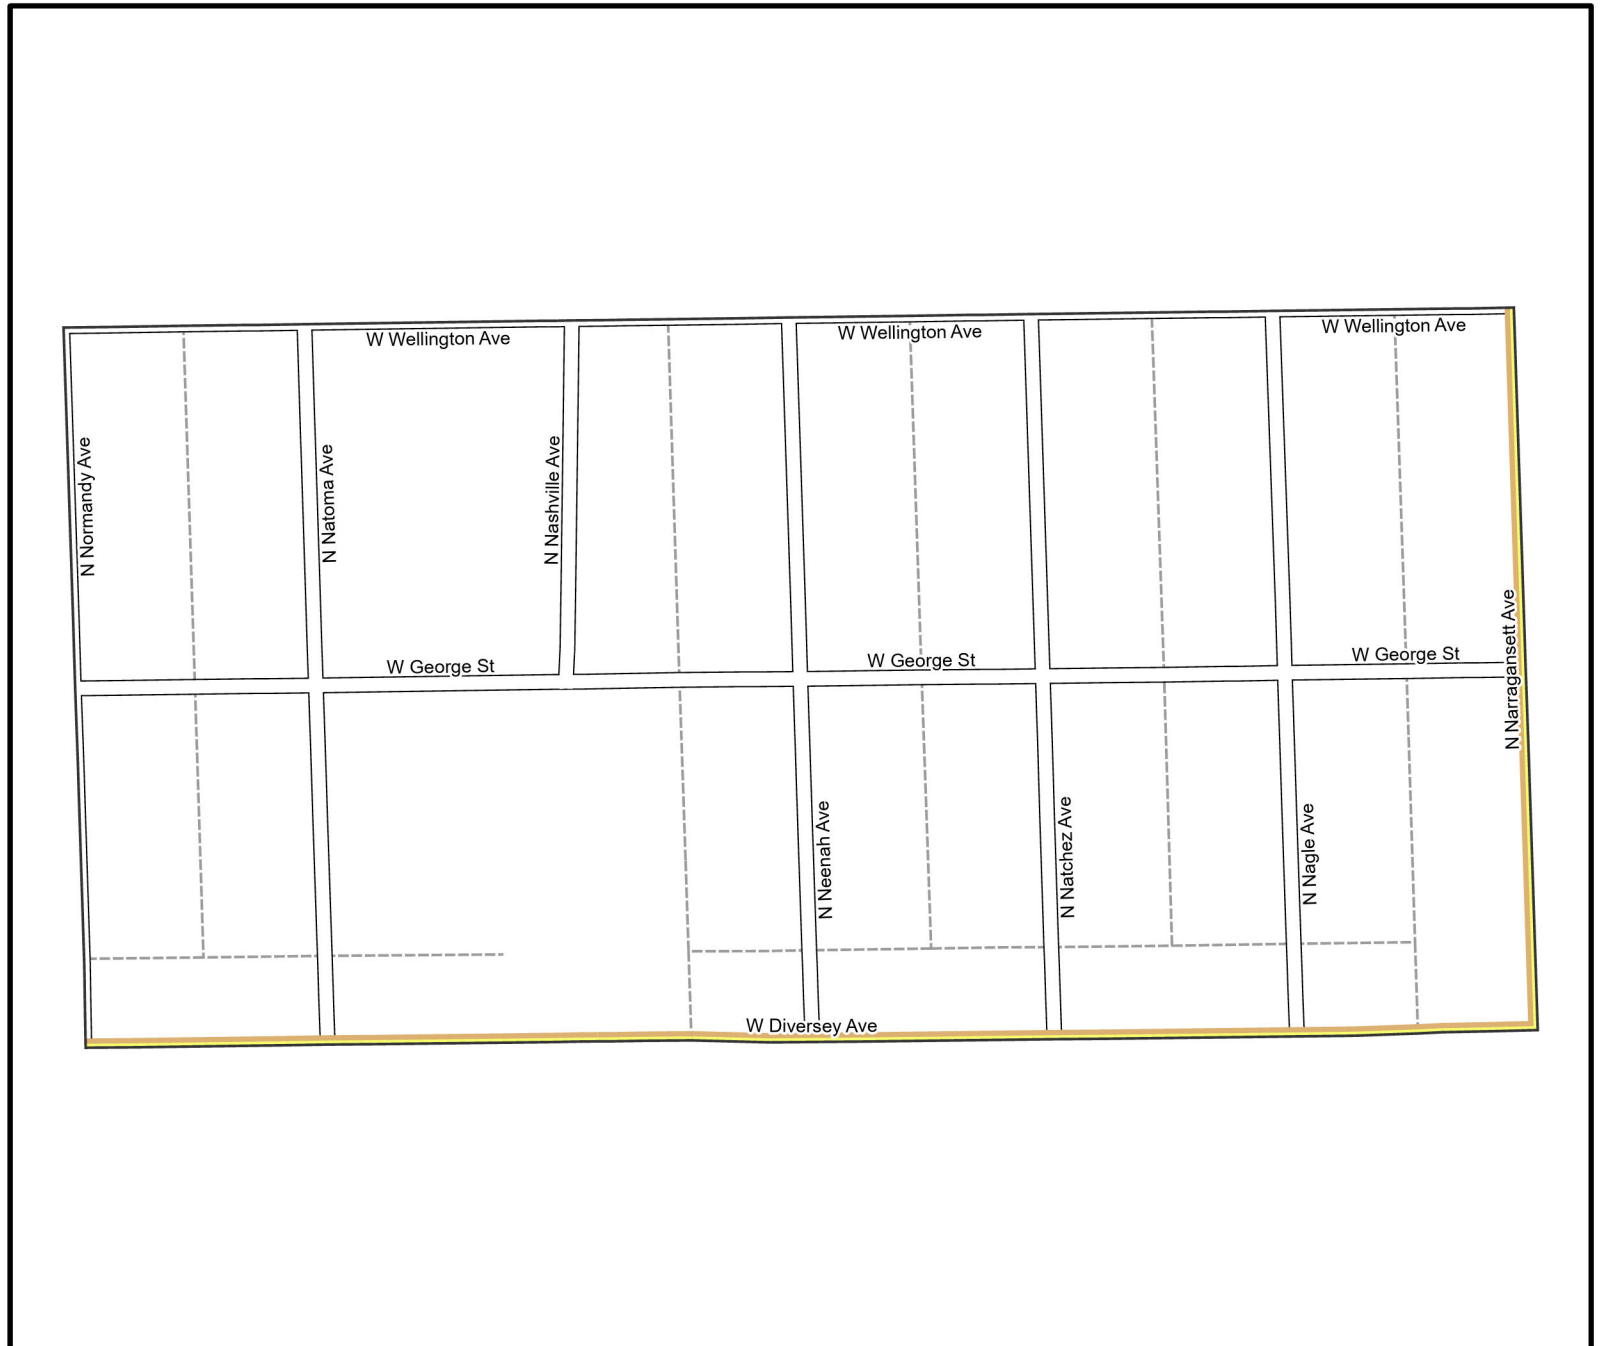 W Wellington Ave
W Wellington Ave
W Wellington Ave
N Normandy Ave
N Natoma Ave
N Nashville Ave
W George St
W George St
W George St
N Narragansett Ave
N Neenah Ave
N Natchez Ave
N Nagle Ave
W Diversey Ave